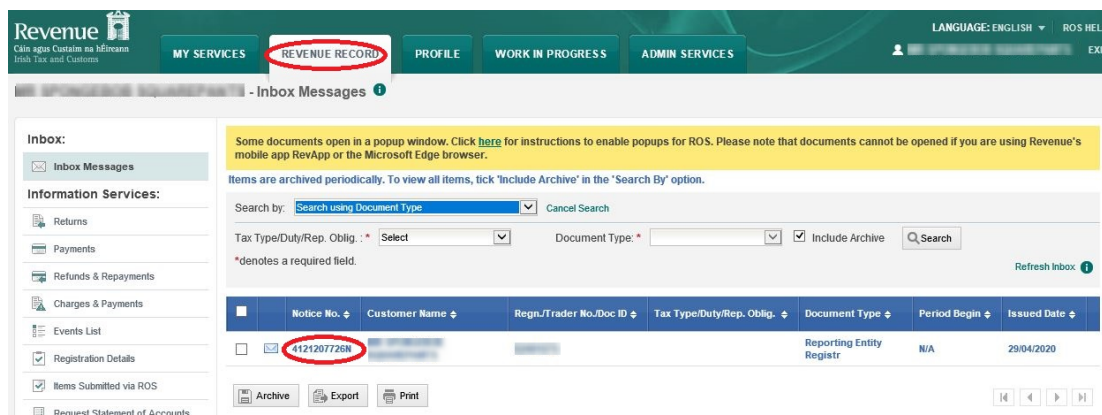 Revenue
Cáin agus Custaim na hÉireann
Irish Tax and Customs
LANGUAGE: ENGLISH ROS HEL
MY SERVICES REVENUE RECORD PROFILE WORK IN PROGRESS ADMIN SERVICES
EXI
- Inbox Messages i
Inbox:
Inbox Messages
Information Services:
Returns
Payments
Refunds & Repayments
Charges & Payments
Events List
Registration Details
Items Submitted via ROS
Request Statement of Accounts
Some documents open in a popup window. Click here for instructions to enable popups for ROS. Please note that documents cannot be opened if you are using Revenue's
mobile app RevApp or the Microsoft Edge browser.
Items are archived periodically. To view all items, tick 'Include Archive' in the 'Search By' option.
Search by: Search using Document Type Cancel Search
Tax Type/Duty/Rep. Oblig. : * Select Document Type: * Include Archive Search
*denotes a required field.
Refresh Inbox i
Notice No. Customer Name Regn./Trader No./Doc ID Tax Type/Duty/Rep. Oblig. Document Type Period Begin Issued Date
4121207726N Reporting Entity N/A 29/04/2020
Registr
Archive Export Print